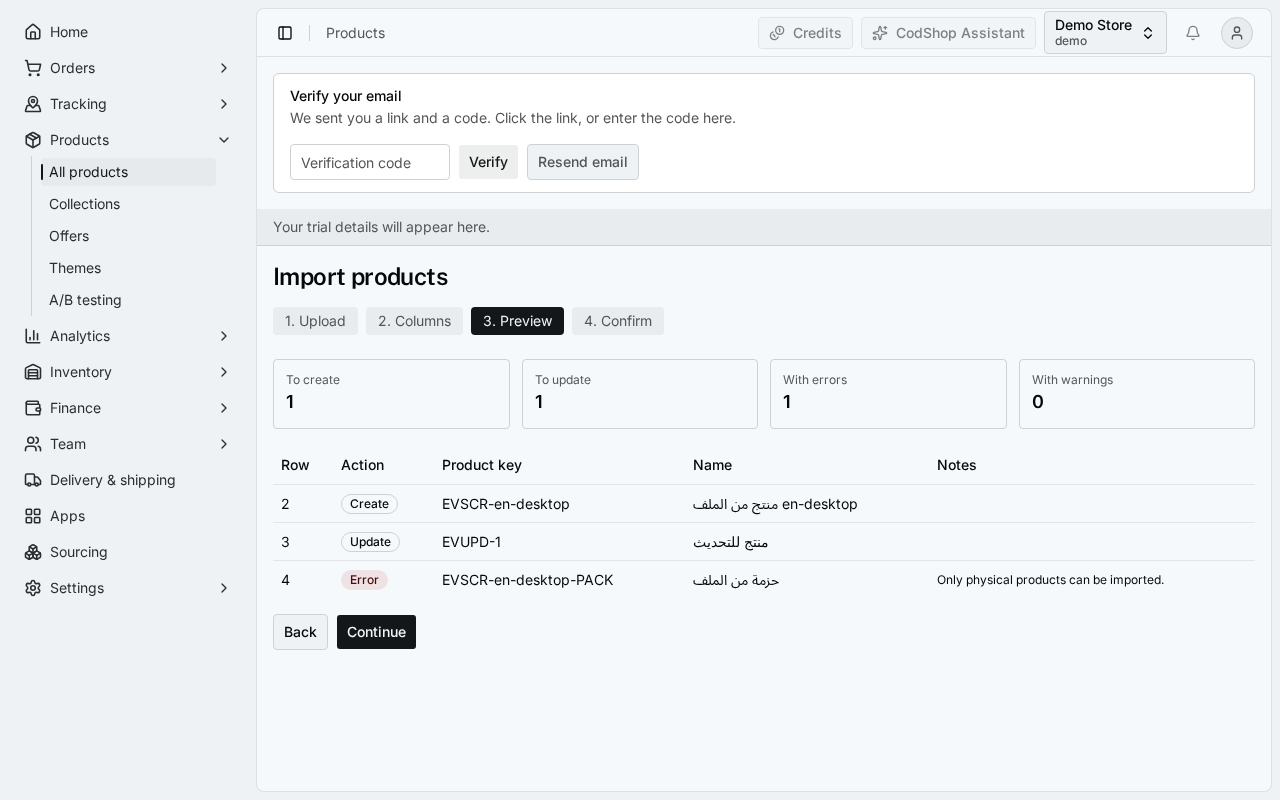 Home
Orders
Tracking
Products
All products
Collections
Offers
Themes
A/B testing
Analytics
Inventory
Finance
Team
Delivery & shipping
Apps
Sourcing
Settings
Products
Credits
CodShop Assistant
Demo Store
demo
Verify your email
We sent you a link and a code. Click the link, or enter the code here.
Verification code Verify Resend email
Your trial details will appear here.
Import products
1. Upload 2. Columns 3. Preview 4. Confirm
To create To update With errors With warnings
1 1 1 0
Row Action Product key Name Notes
2 Create EVSCR-en-desktop منتج من الملف en-desktop
3 Update EVUPD-1 منتج للتحديث
4 Error EVSCR-en-desktop-PACK حزمة من الملف Only physical products can be imported.
Back Continue